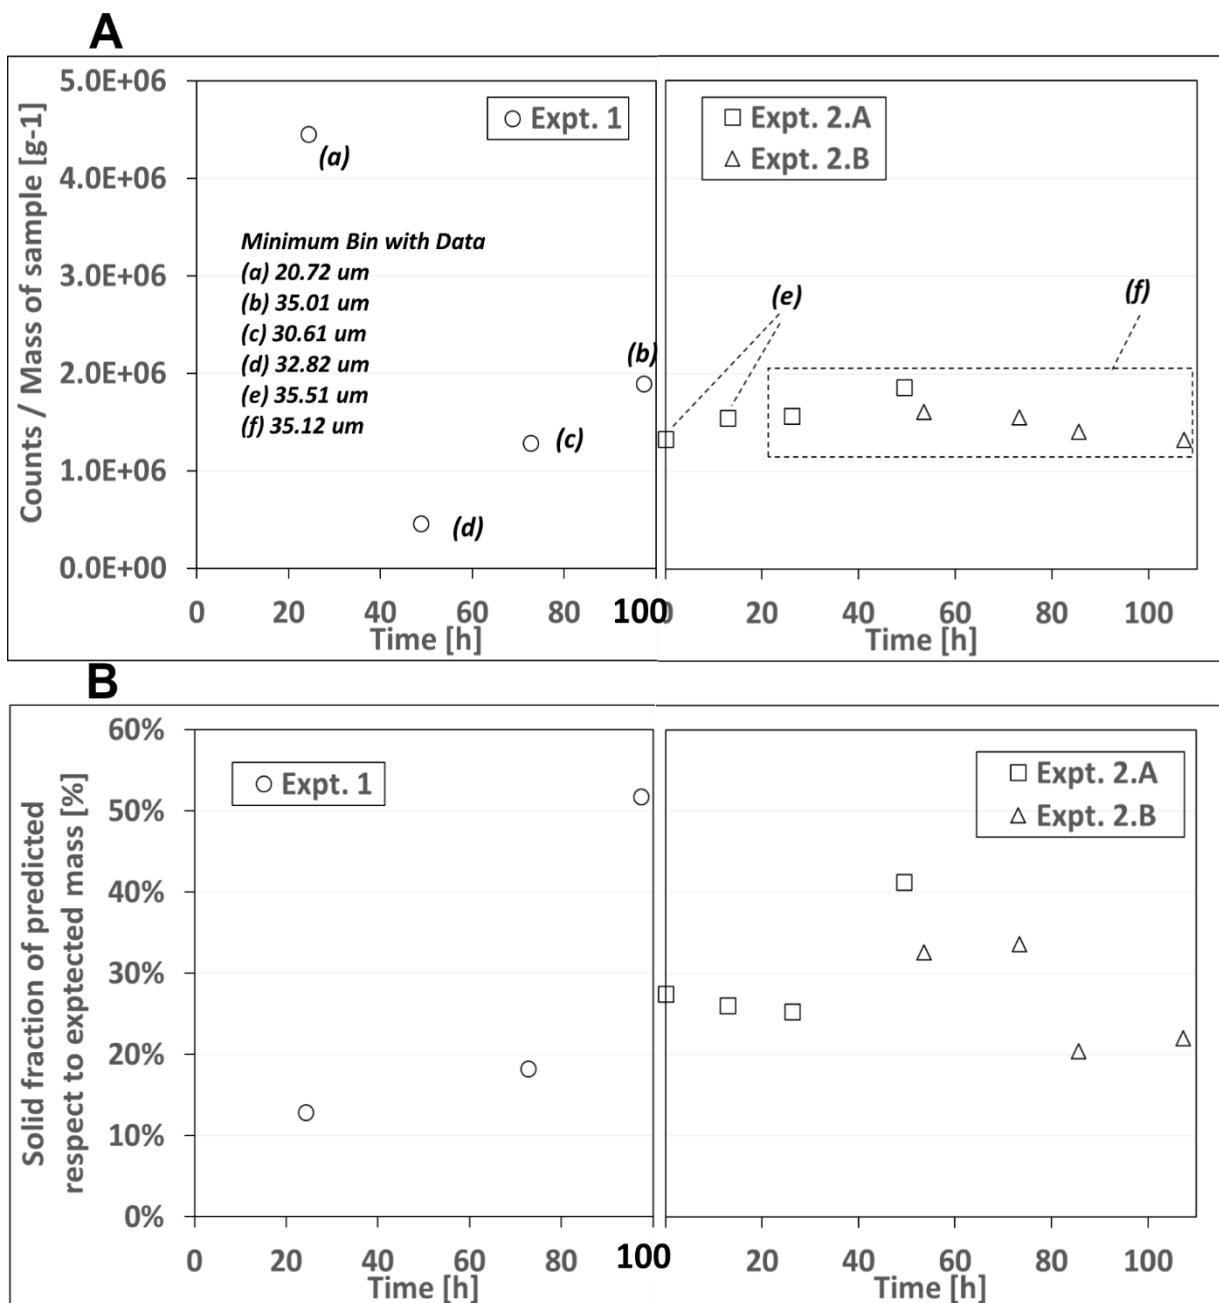 A
Counts / Mass of sample [g-1]
5.0E+06
4.0E+06
3.0E+06
2.0E+06
1.0E+06
0.0E+00
Expt. 1
(a)
Minimum Bin with Data
(a) 20.72 um
(b) 35.01 um
(c) 30.61 um
(d) 32.82 um
(e) 35.51 um
(f) 35.12 um
(b)
(c)
(d)
0 20 40 60 80 100
Time [h]
Expt. 2.A
Expt. 2.B
(e)
(f)
0 20 40 60 80 100
Time [h]
B
Solid fraction of predicted
respect to exptected mass [%]
60%
50%
40%
30%
20%
10%
0%
Expt. 1
0 20 40 60 80 100
Time [h]
Expt. 2.A
Expt. 2.B
20 40 60 80 100
Time [h]